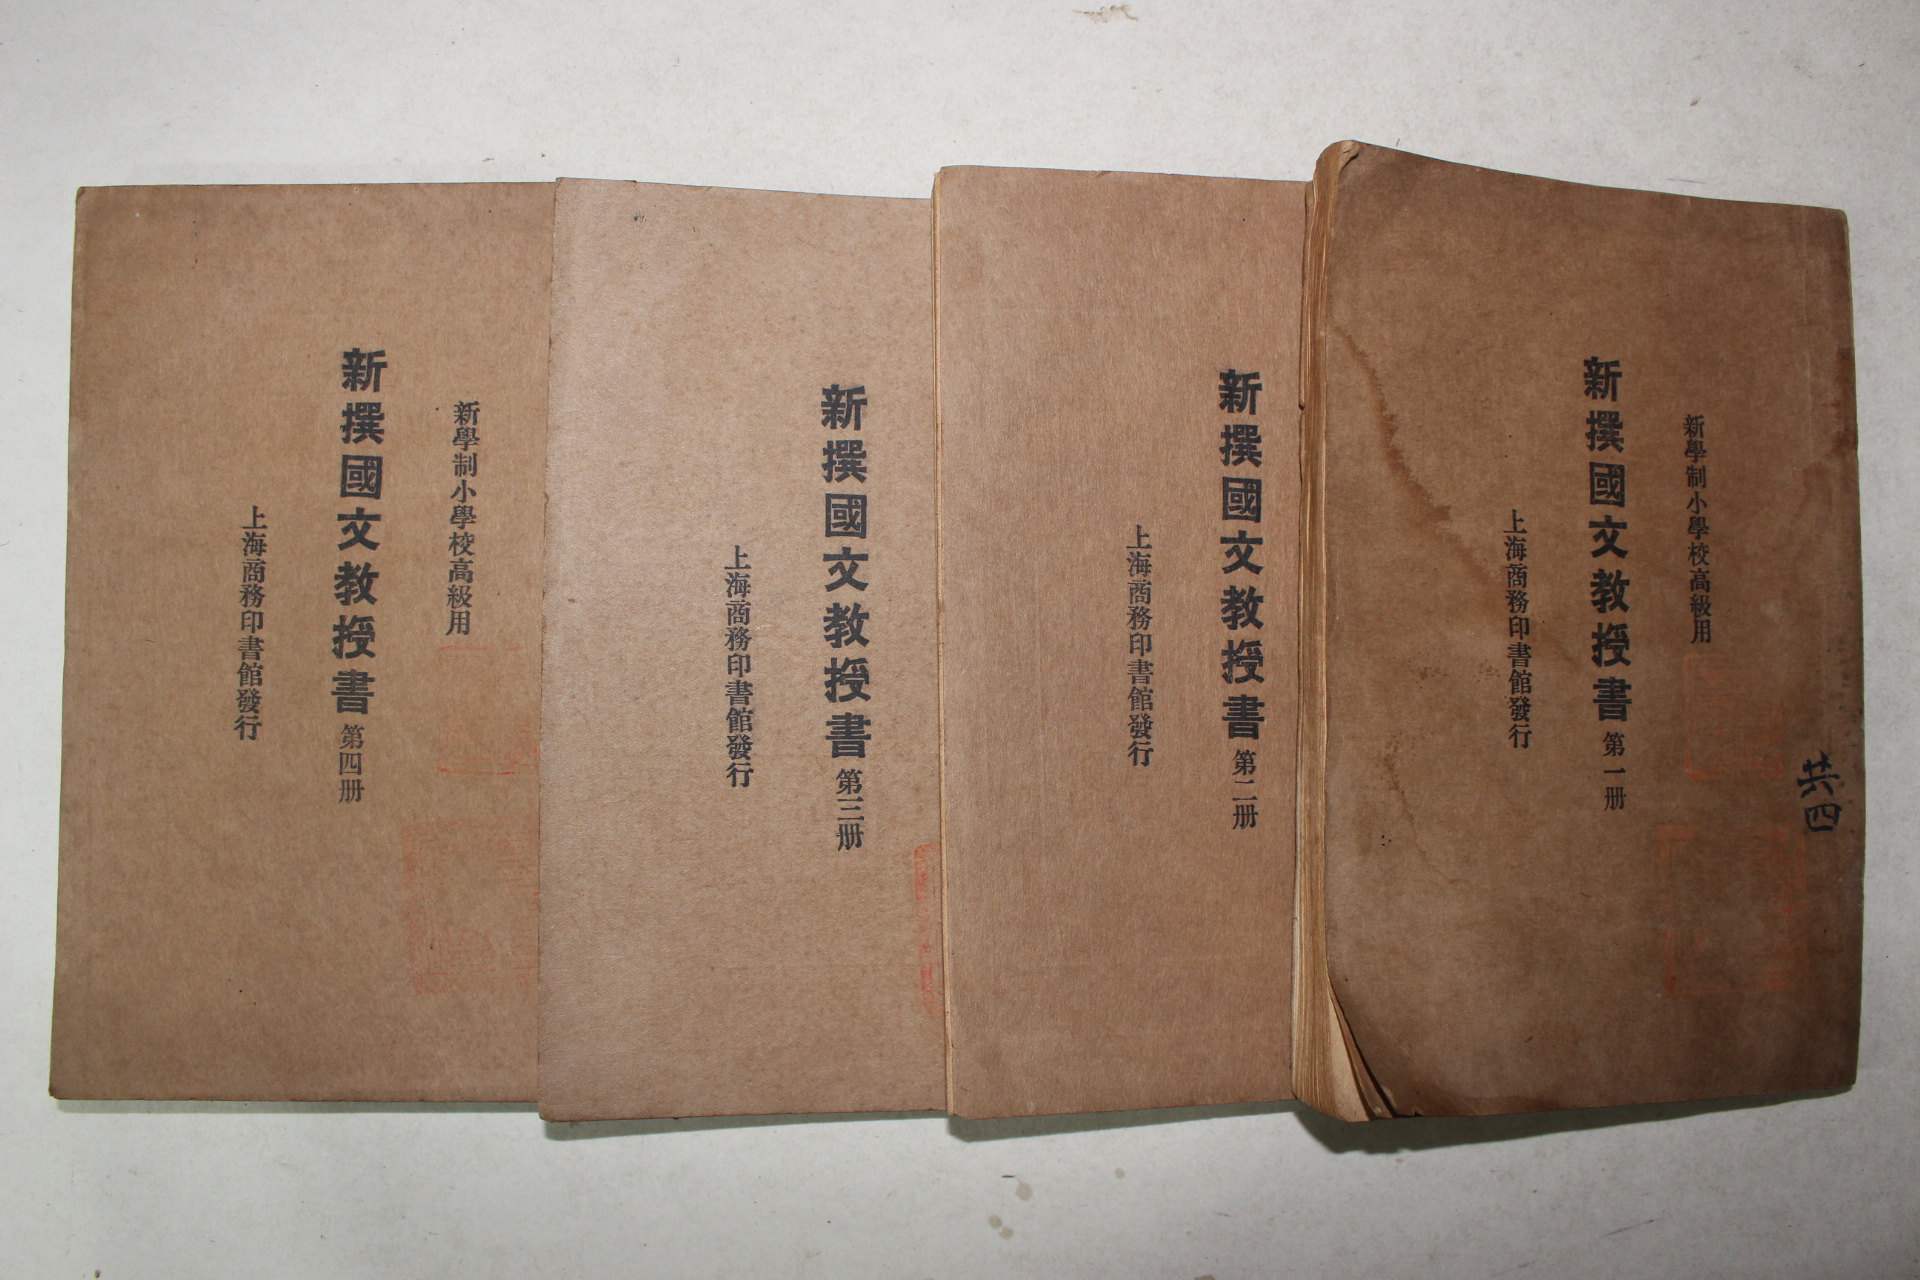 新學制小學校高級用
新撰國文教授書 第一册
上海商務印書館發行
共四
新撰國文教授書 第二册
上海商務印書館發行
新撰國文教授書 第三册
上海商務印書館發行
新學制小學校高級用
新撰國文教授書 第四册
上海商務印書館發行